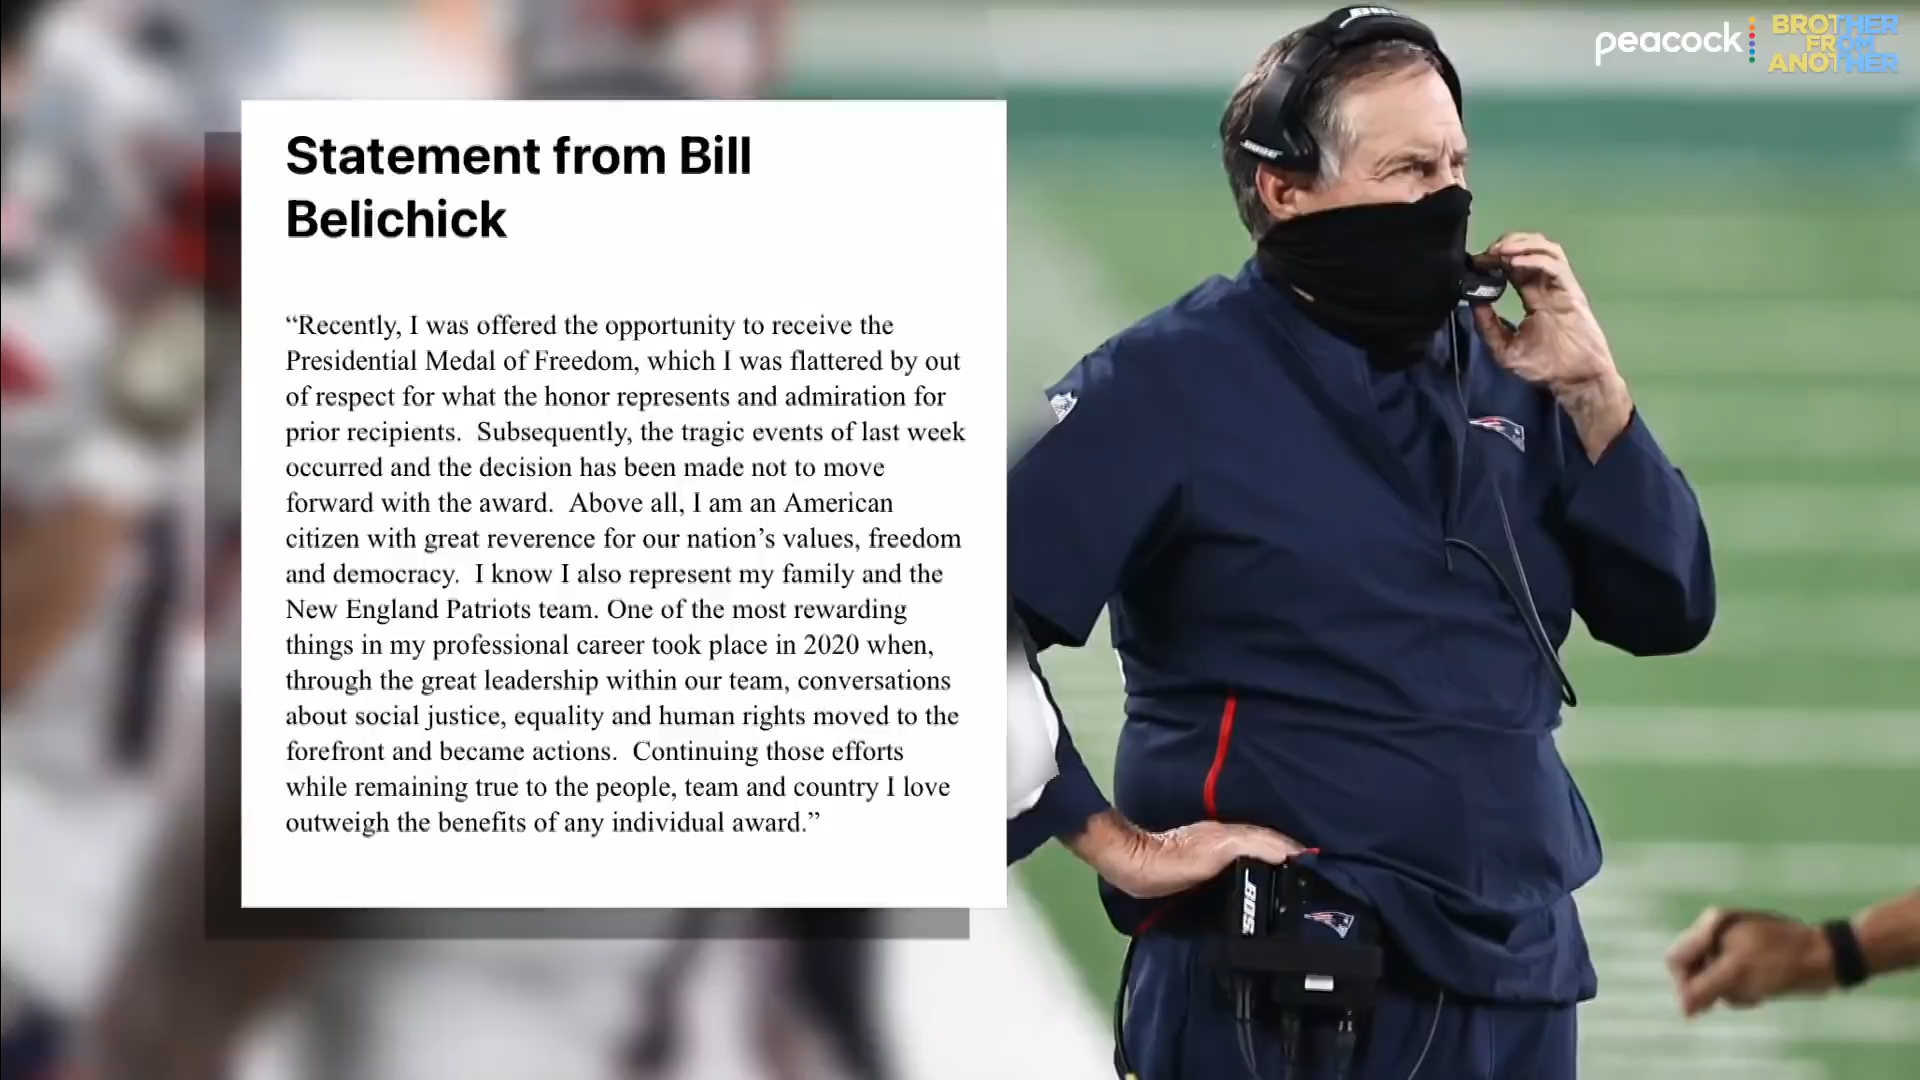 peacock
BROTHER
FROM
ANOTHER
Statement from Bill
Belichick
“Recently, I was offered the opportunity to receive the
Presidential Medal of Freedom, which I was flattered by out
of respect for what the honor represents and admiration for
prior recipients.  Subsequently, the tragic events of last week
occurred and the decision has been made not to move
forward with the award.  Above all, I am an American
citizen with great reverence for our nation’s values, freedom
and democracy.  I know I also represent my family and the
New England Patriots team. One of the most rewarding
things in my professional career took place in 2020 when,
through the great leadership within our team, conversations
about social justice, equality and human rights moved to the
forefront and became actions.  Continuing those efforts
while remaining true to the people, team and country I love
outweigh the benefits of any individual award.”
BOSE
BOSE